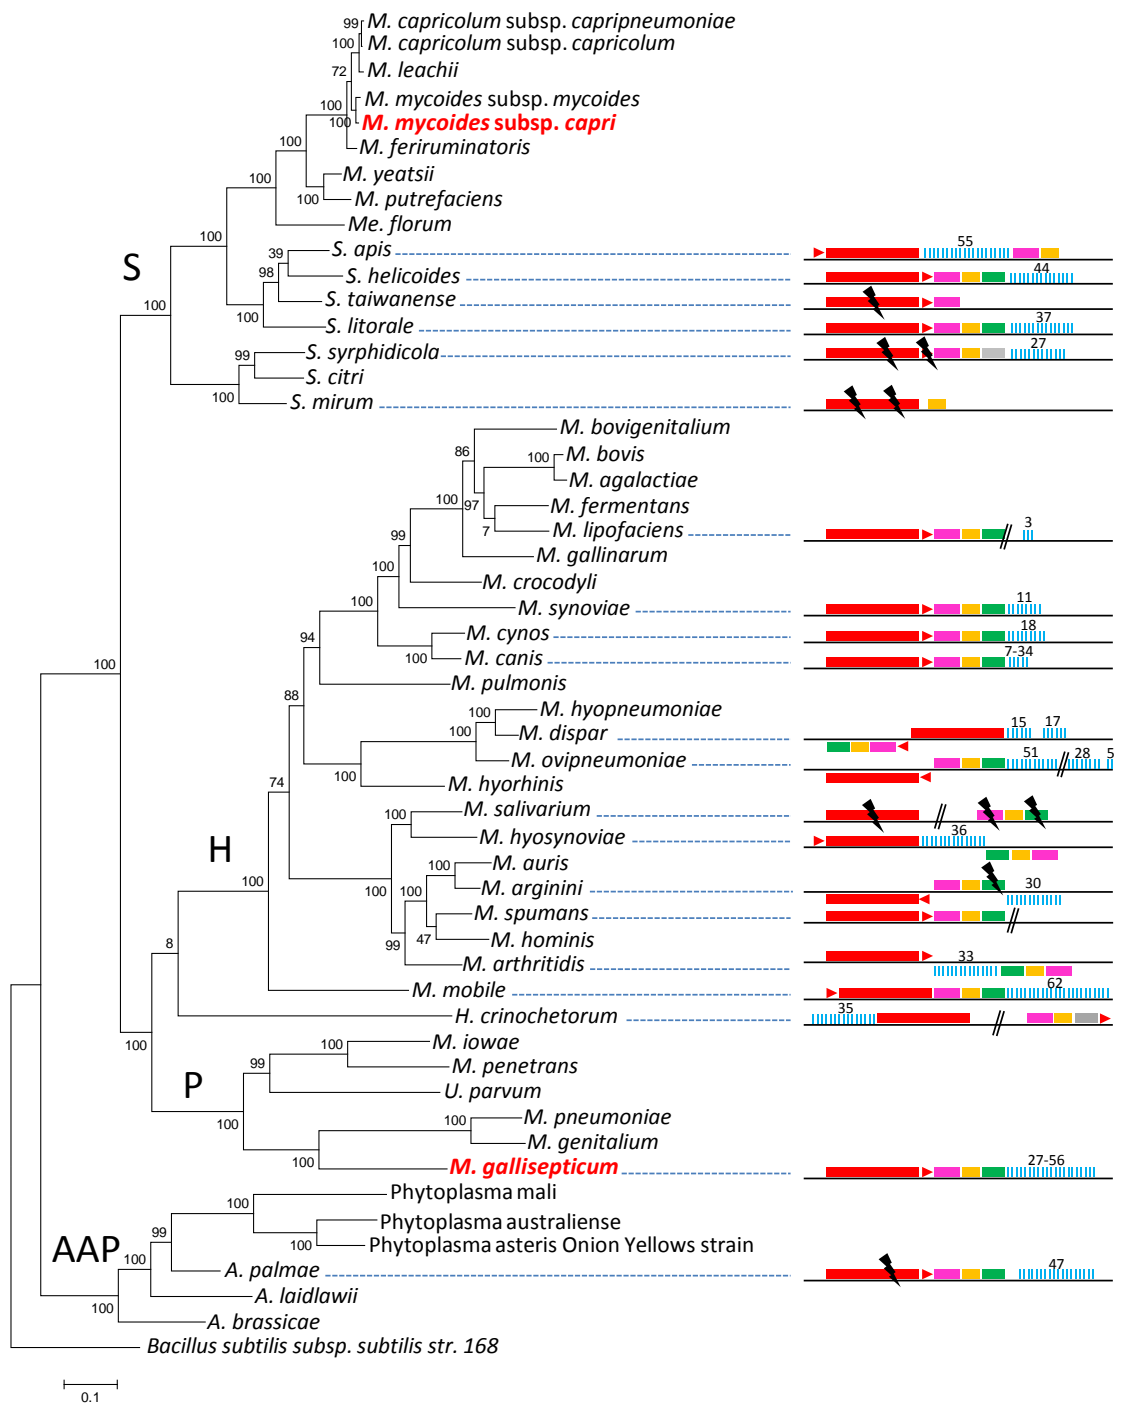 99 M. capricolum subsp. capripneumoniae
100 M. capricolum subsp. capricolum
72 M. leachii
100 M. mycoides subsp. mycoides
100 M. mycoides subsp. capri
100 M. feriruminatoris
M. yeatsii
100 100 M. putrefaciens
Me. florum
100 39 S. apis 55
S 98 S. helicoides 44
S. taiwanense
100 100 S. litorale 37
99 S. syrphidicola 27
S. citri
100 S. mirum
M. bovigenitalium
86 100 M. bovis
M. agalactiae
100 97 M. fermentans
7 M. lipofaciens 3
99 M. gallinarum
M. crocodyli
100 M. synoviae 11
94 M. cynos 18
100 100 M. canis 7-34
M. pulmonis
88 100 M. hyopneumoniae
100 M. dispar 15 17
M. ovipneumoniae 51 28 5
74 100 M. hyorhinis
100 M. salivarium
H M. hyosynoviae 36
100 M. auris
100 100 100 M. arginini 30
M. spumans
8 99 47 M. hominis
M. arthritidis 33
M. mobile 62
H. crinochetorum 35
100 100 M. iowae
99 M. penetrans
P U. parvum
100 100 M. pneumoniae
M. genitalium
100 M. gallisepticum 27-56
100 Phytoplasma mali
Phytoplasma australiense
AAP 99 100 Phytoplasma asteris Onion Yellows strain
100 A. palmae 47
A. laidlawii
100 A. brassicae
Bacillus subtilis subsp. subtilis str. 168
0.1